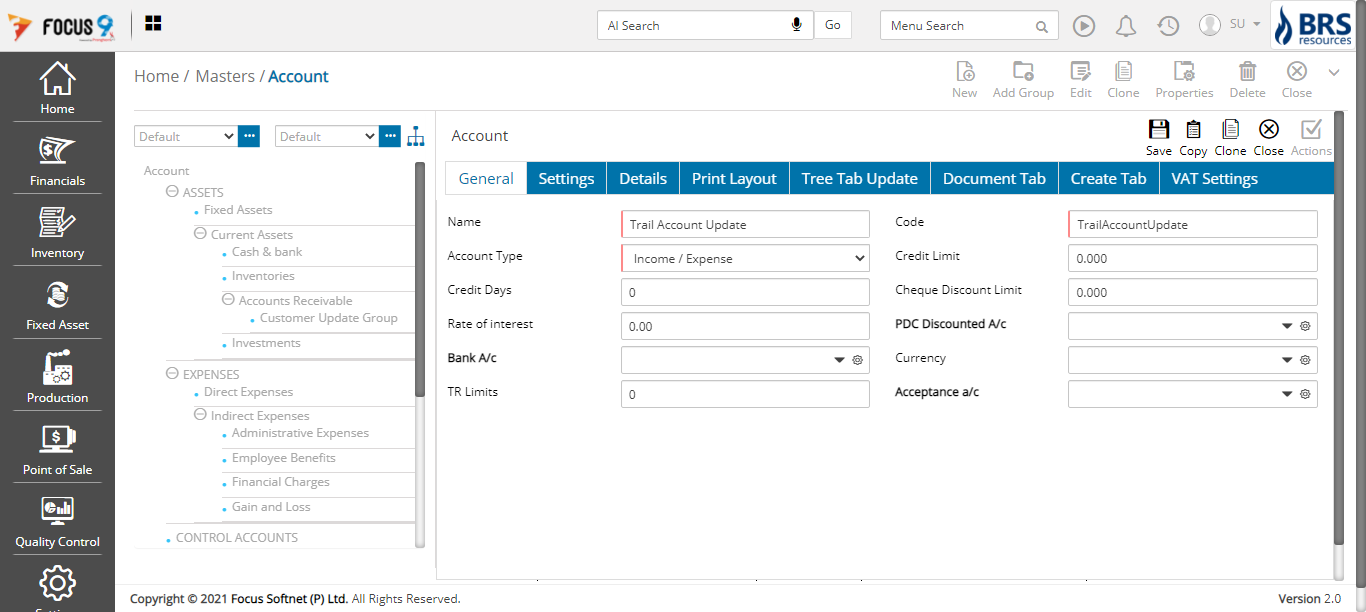 FOCUS 9
AI Search
Go
Menu Search
SU
BRS
resources
Home
Financials
Inventory
Fixed Asset
Production
Point of Sale
Quality Control
Home / Masters / Account
New
Add Group
Edit
Clone
Properties
Delete
Close
Default
Default
Account
ASSETS
Fixed Assets
Current Assets
Cash & bank
Inventories
Accounts Receivable
Customer Update Group
Investments
EXPENSES
Direct Expenses
Indirect Expenses
Administrative Expenses
Employee Benefits
Financial Charges
Gain and Loss
CONTROL ACCOUNTS
Account
Save
Copy
Clone
Close
Actions
General
Settings
Details
Print Layout
Tree Tab Update
Document Tab
Create Tab
VAT Settings
Name Trail Account Update Code TrailAccountUpdate
Account Type Income / Expense Credit Limit 0.000
Credit Days 0 Cheque Discount Limit 0.000
Rate of interest 0.00 PDC Discounted A/c
Bank A/c Currency
TR Limits 0 Acceptance a/c
Copyright © 2021 Focus Softnet (P) Ltd. All Rights Reserved.
Version 2.0